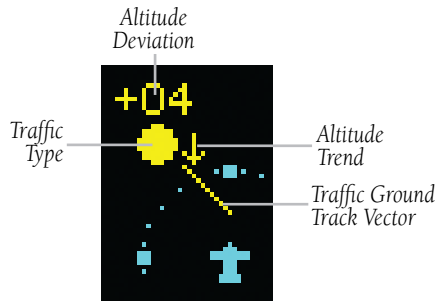 Altitude
Deviation
+04
Traffic
Type
Altitude
Trend
Traffic Ground
Track Vector